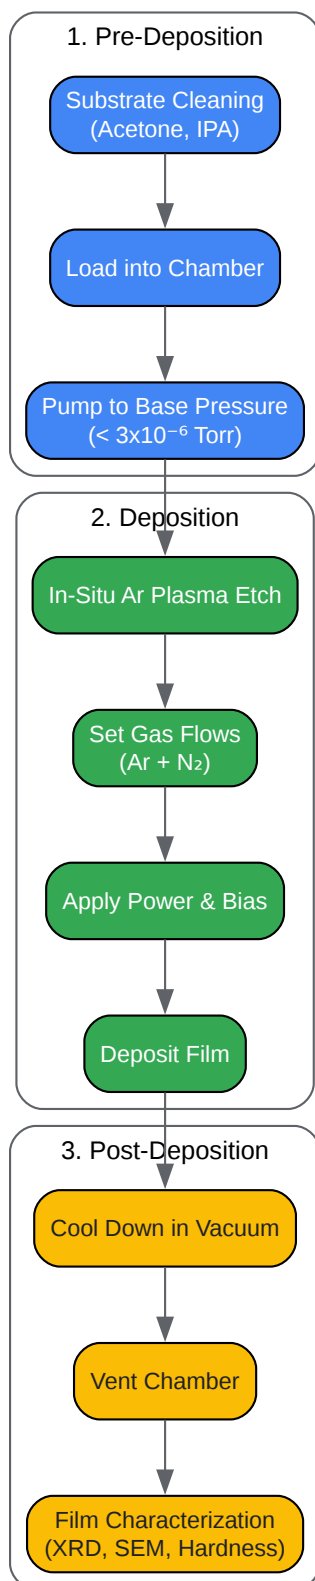 1. Pre-Deposition
Substrate Cleaning
(Acetone, IPA)
Load into Chamber
Pump to Base Pressure
(< 3x10⁻⁶ Torr)
2. Deposition
In-Situ Ar Plasma Etch
Set Gas Flows
(Ar + N₂)
Apply Power & Bias
Deposit Film
3. Post-Deposition
Cool Down in Vacuum
Vent Chamber
Film Characterization
(XRD, SEM, Hardness)